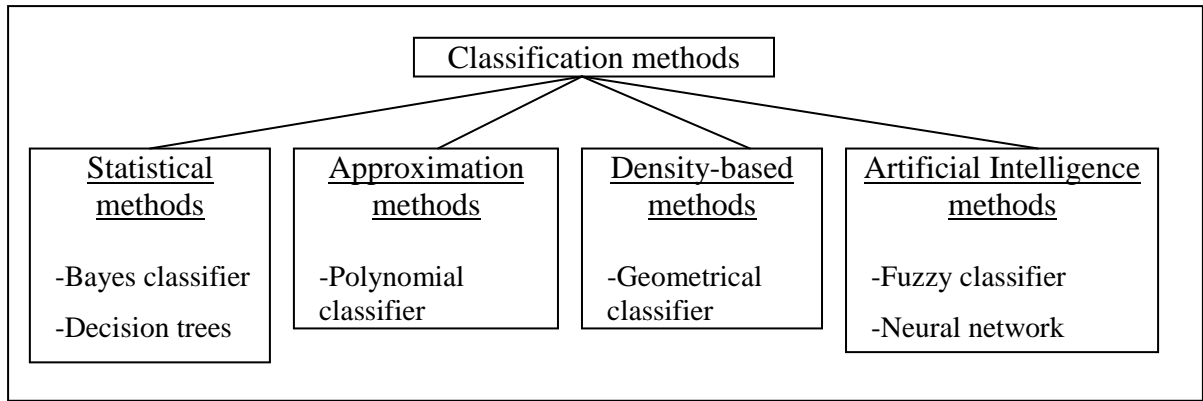 Classification methods
Statistical
methods
-Bayes classifier
-Decision trees
Approximation
methods
-Polynomial
classifier
Density-based
methods
-Geometrical
classifier
Artificial Intelligence
methods
-Fuzzy classifier
-Neural network